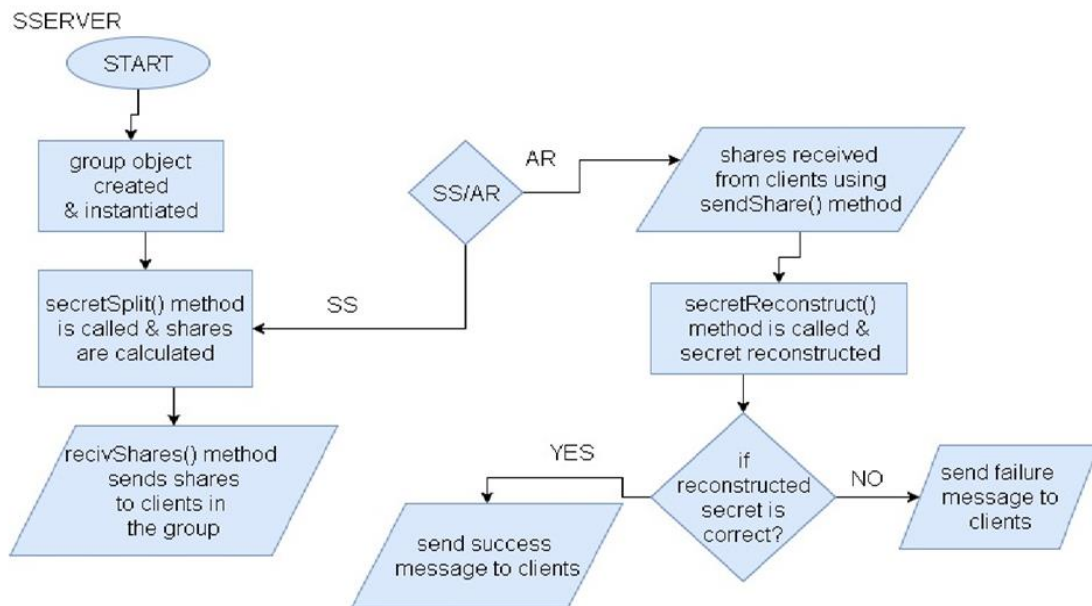 SSERVER
START
group object
created
& instantiated
secretSplit() method
is called & shares
are calculated
recivShares() method
sends shares
to clients in
the group
SS/AR
SS
AR
shares received
from clients using
sendShare() method
secretReconstruct()
method is called &
secret reconstructed
if
reconstructed
secret is
correct?
YES
send success
message to clients
NO
send failure
message to
clients